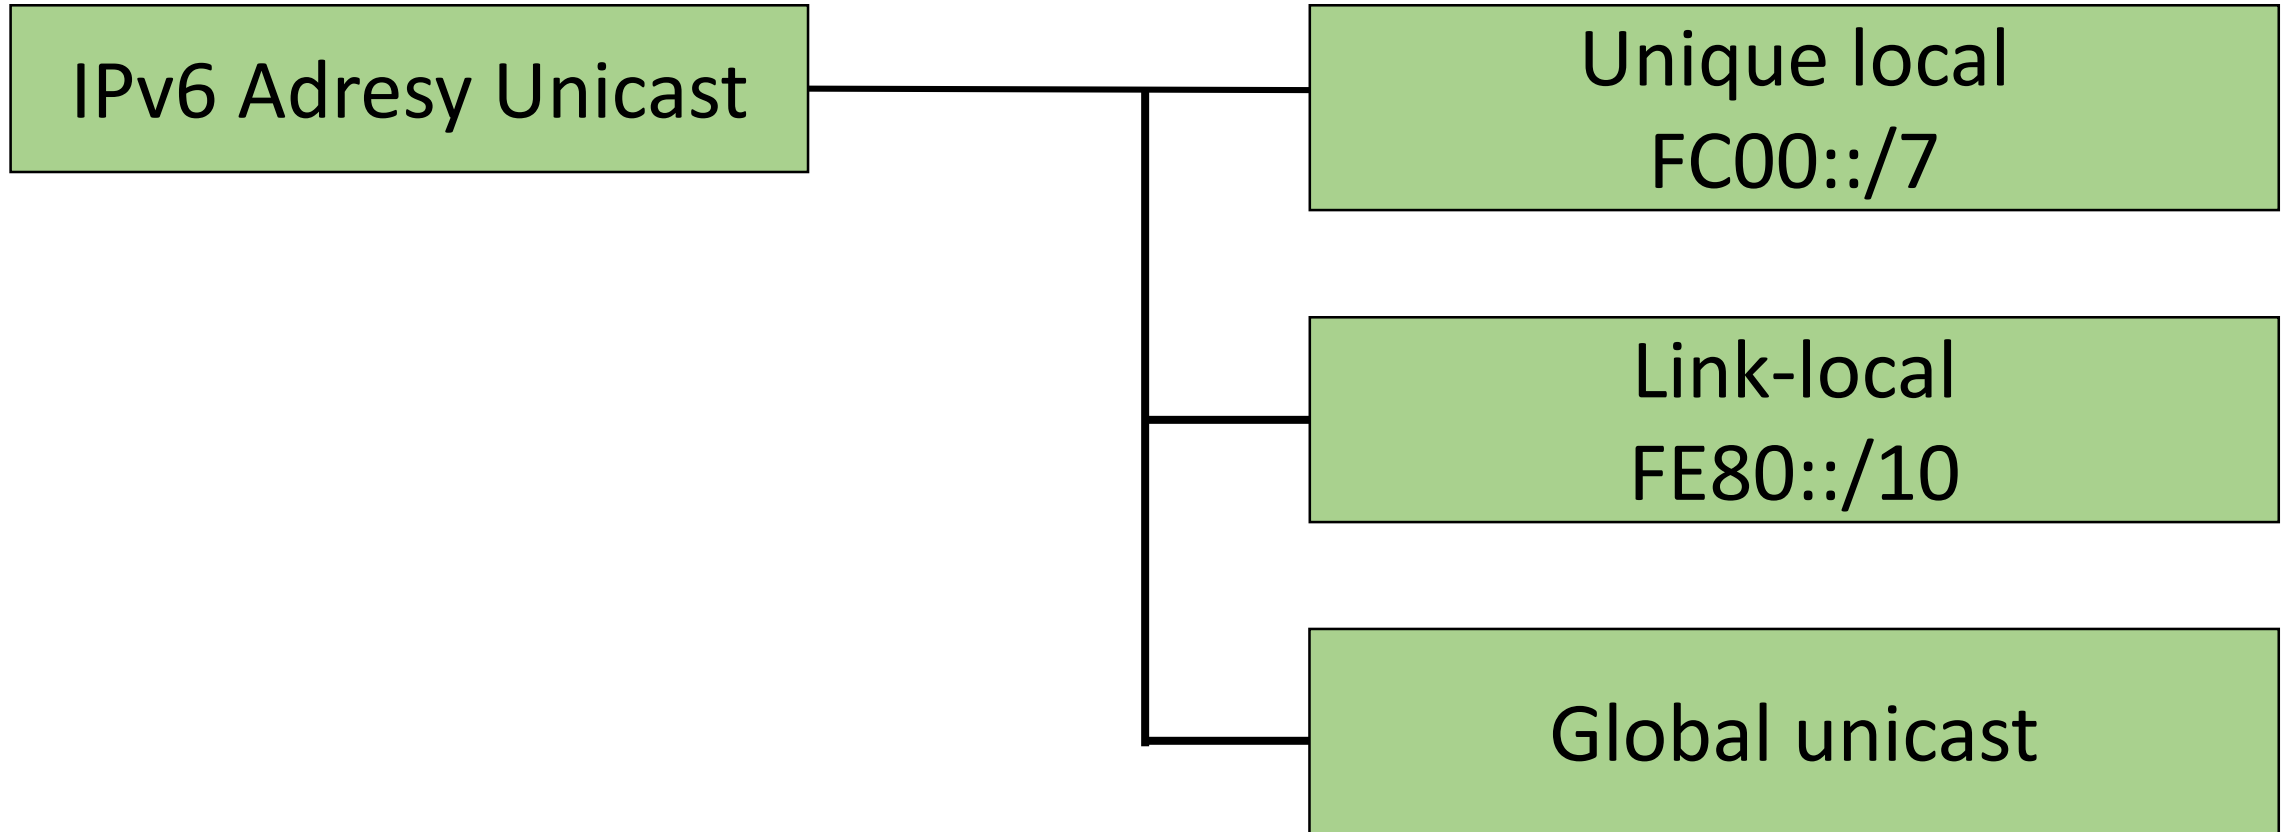 IPv6 Adresy Unicast
Unique local
FC00::/7
Link-local
FE80::/10
Global unicast